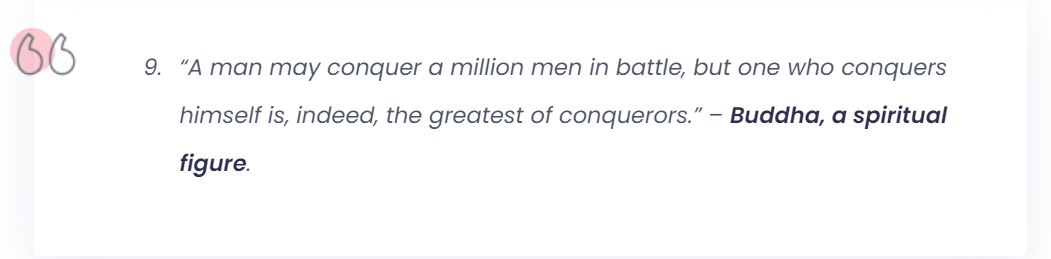 9. “A man may conquer a million men in battle, but one who conquers
himself is, indeed, the greatest of conquerors.” – Buddha, a spiritual
figure.